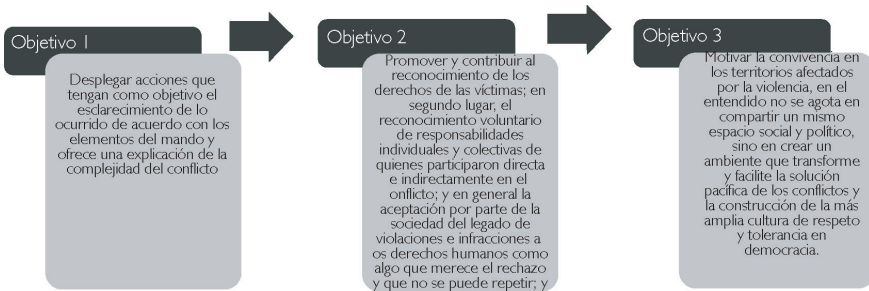 Objetivo 1
Desplegar acciones que
tengan como objetivo el
esclarecimiento de lo
ocurrido de acuerdo con los
elementos del mando y
ofrece una explicación de la
complejidad del conflicto
Objetivo 2
Promover y contribuir al
reconocimiento de los
derechos de las víctimas; en
segundo lugar, el
reconocimiento voluntario
de responsabilidades
individuales y colectivas de
quienes participaron directa
e indirectamente en el
onflicto; y en general la
aceptación por parte de la
sociedad del legado de
violaciones e infracciones a
os derechos humanos como
algo que merece el rechazo
y que no se puede repetir; y
Objetivo 3
Motivar la convivencia en
los territorios afectados
por la violencia, en el
entendido no se agota en
compartir un mismo
espacio social y político,
sino en crear un
ambiente que transforme
y facilite la solución
pacífica de los conflictos y
la construcción de la más
amplia cultura de respeto
y tolerancia en
democracia.